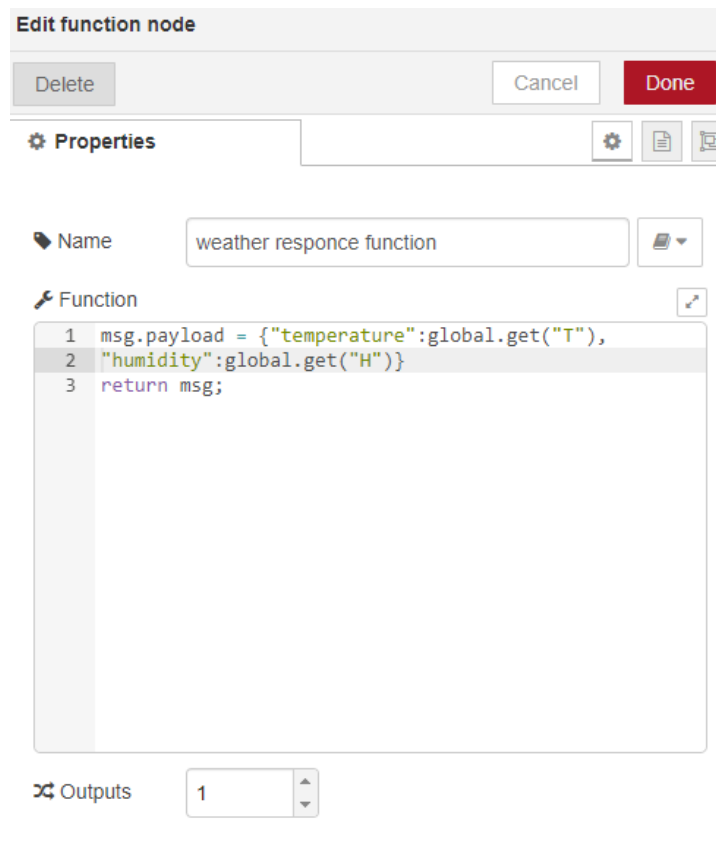 Edit function node
Delete
Cancel
Done
Properties
Name
weather responce function
Function
1 msg.payload = {"temperature":global.get("T"),
2 "humidity":global.get("H")}
3 return msg;
Outputs
1